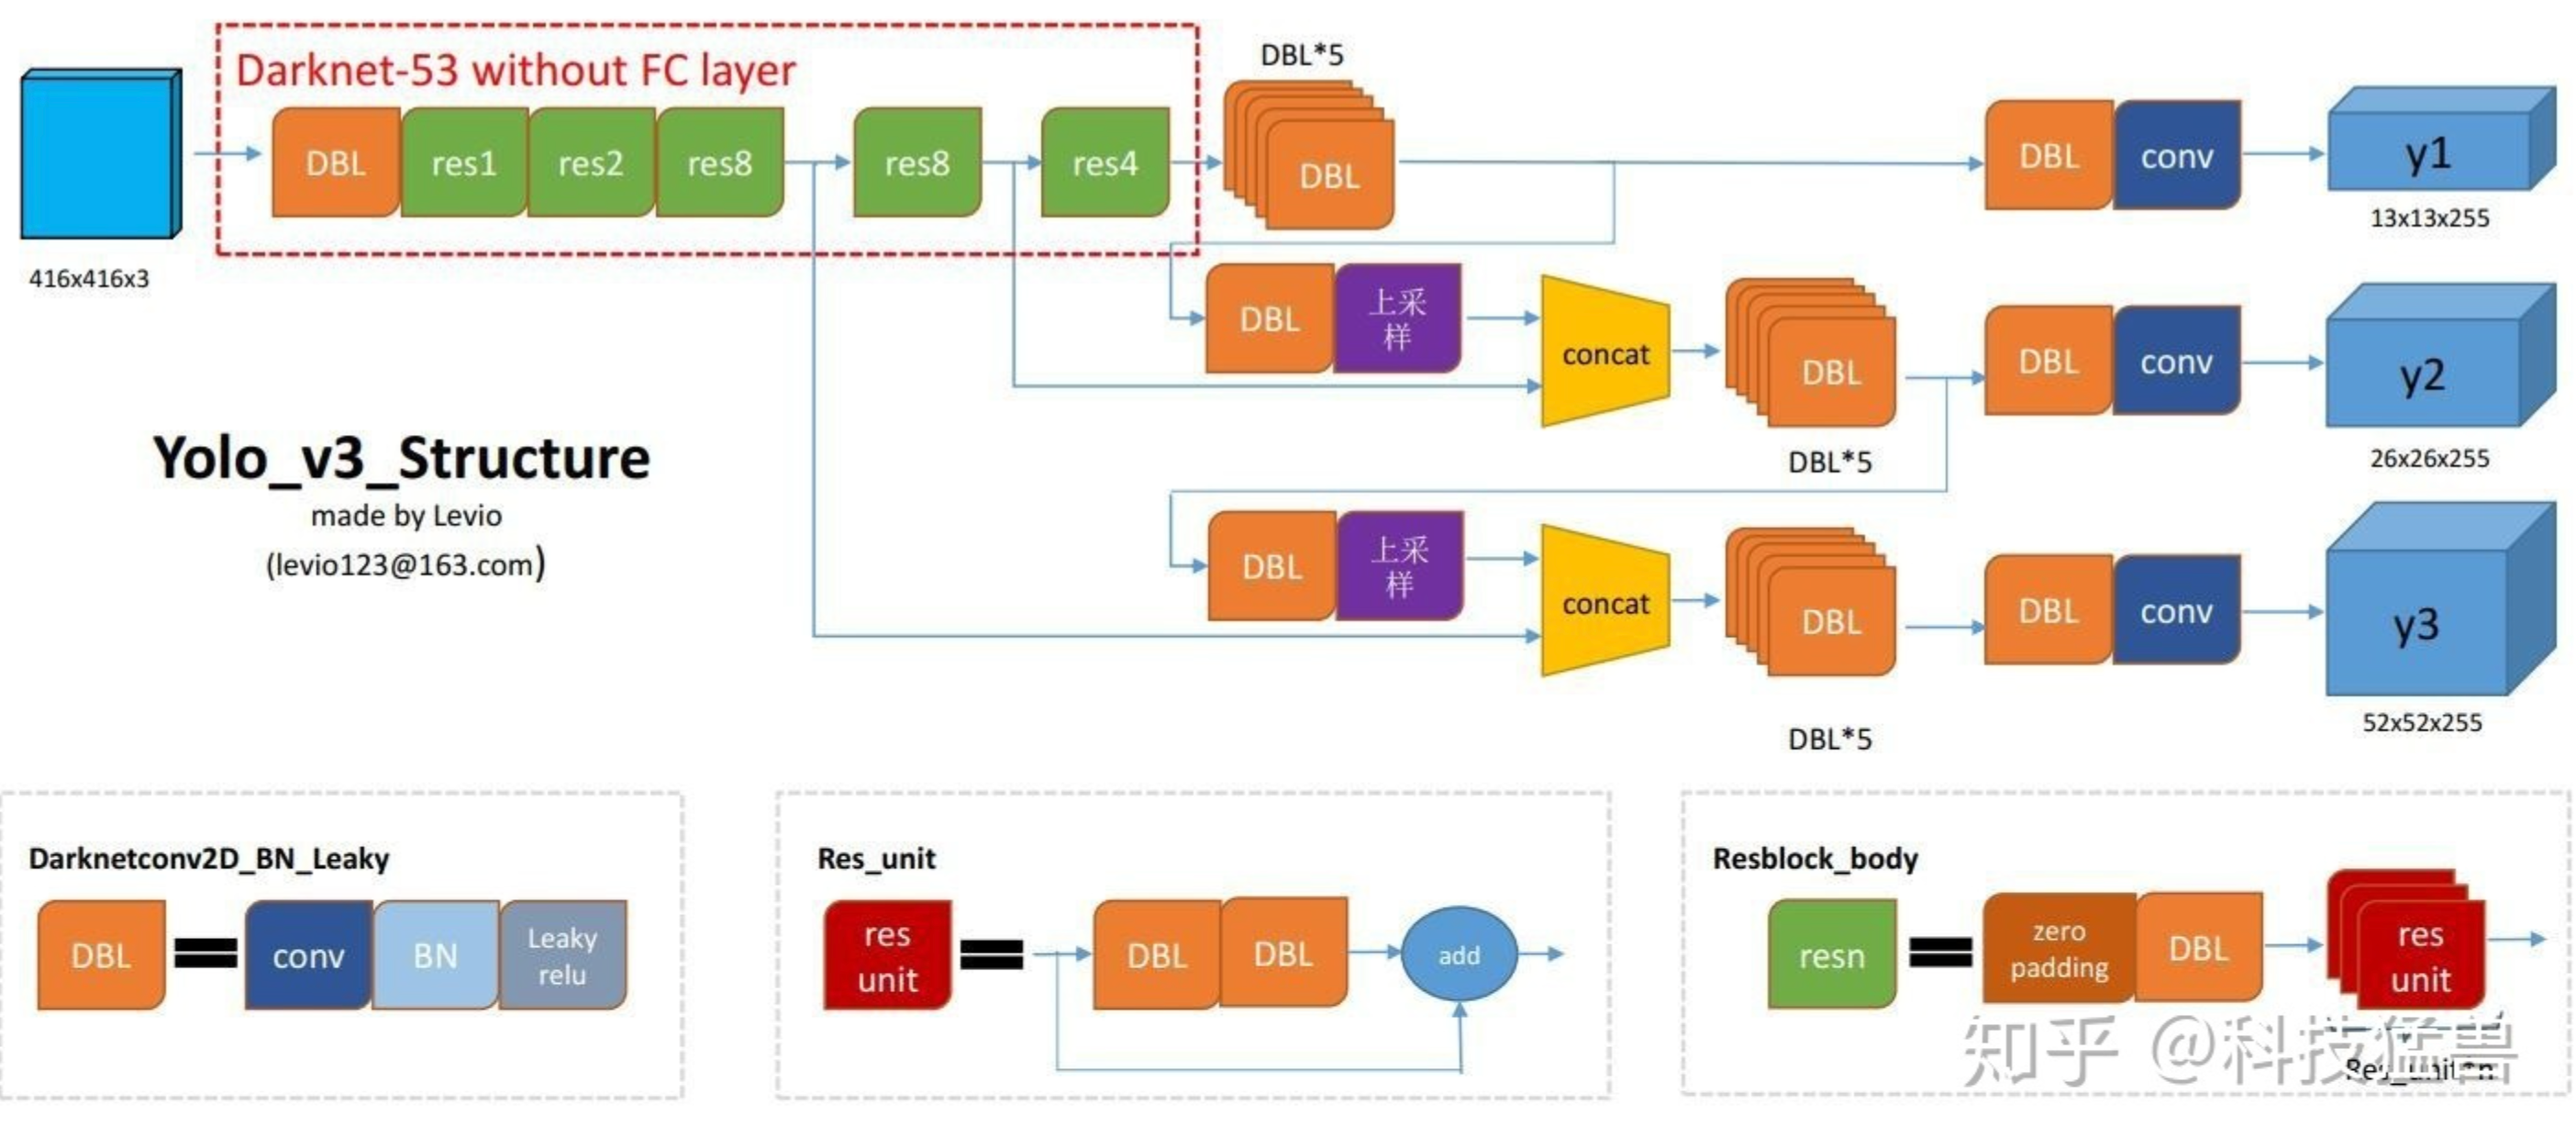 DBL*5
Darknet-53 without FC layer
DBL
res1
res2
res8
res8
res4
DBL
DBL
conv
y1
13x13x255
416x416x3
DBL
上采
样
concat
DBL
DBL
conv
y2
DBL*5
26x26x255
Yolo_v3_Structure
made by Levio
(levio123@163.com)
DBL
上采
样
concat
DBL
DBL
conv
y3
DBL*5
52x52x255
Darknetconv2D_BN_Leaky
DBL
conv
BN
Leaky
relu
Res_unit
res
unit
DBL
DBL
add
Resblock_body
resn
zero
padding
DBL
res
unit
Res_unit*n
知乎 @科技猛兽